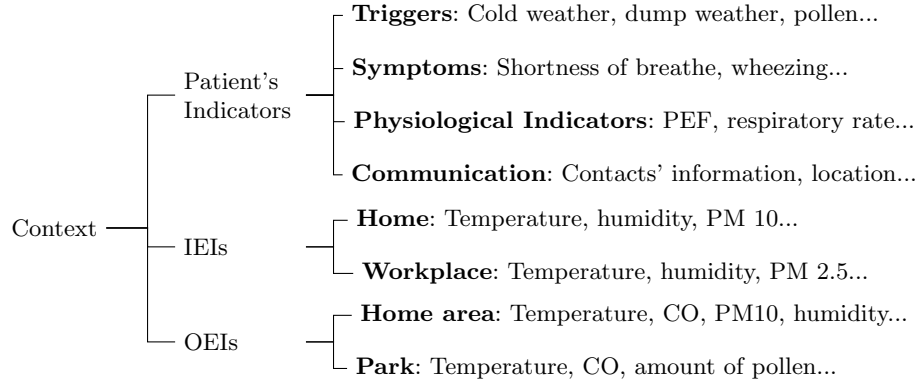 Triggers: Cold weather, dump weather, pollen...
Patient's
Indicators
Symptoms: Shortness of breathe, wheezing...
Physiological Indicators: PEF, respiratory rate...
Communication: Contacts' information, location...
Context
IEIs
Home: Temperature, humidity, PM 10...
Workplace: Temperature, humidity, PM 2.5...
OEIs
Home area: Temperature, CO, PM10, humidity...
Park: Temperature, CO, amount of pollen...